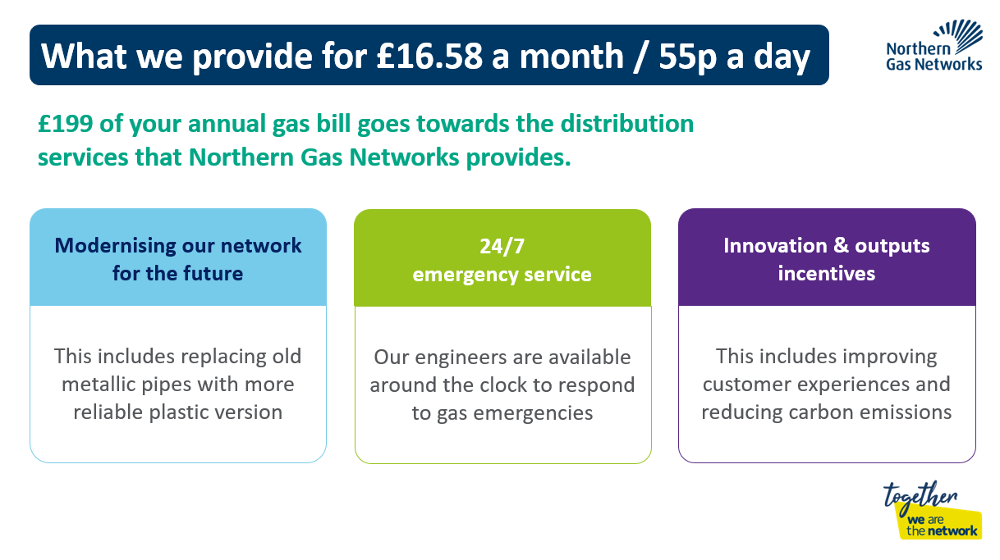 What we provide for £16.58 a month / 55p a day
Northern
Gas Networks
£199 of your annual gas bill goes towards the distribution
services that Northern Gas Networks provides.
Modernising our network
for the future
This includes replacing old
metallic pipes with more
reliable plastic version
24/7
emergency service
Our engineers are available
around the clock to respond
to gas emergencies
Innovation & outputs
incentives
This includes improving
customer experiences and
reducing carbon emissions
together
we are
the network